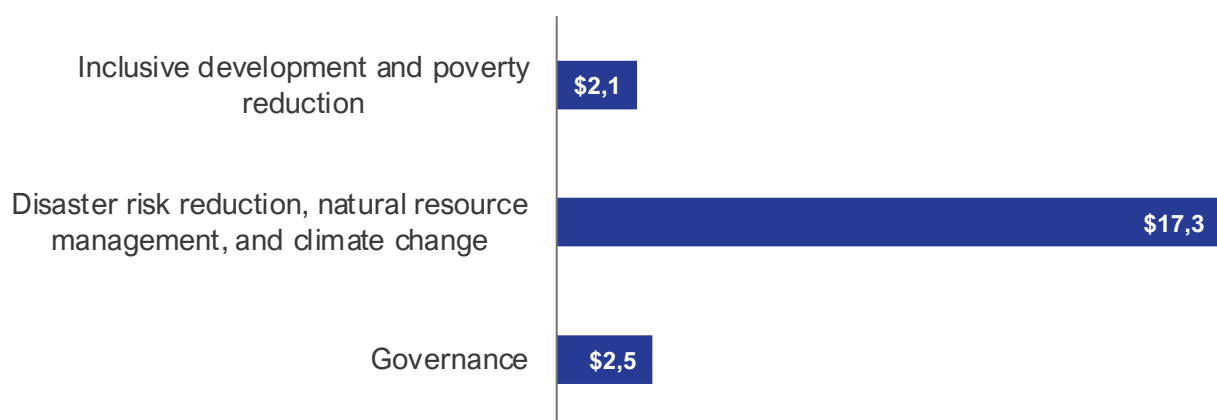 Inclusive development and poverty
reduction
$2,1
Disaster risk reduction, natural resource
management, and climate change
$17,3
Governance
$2,5